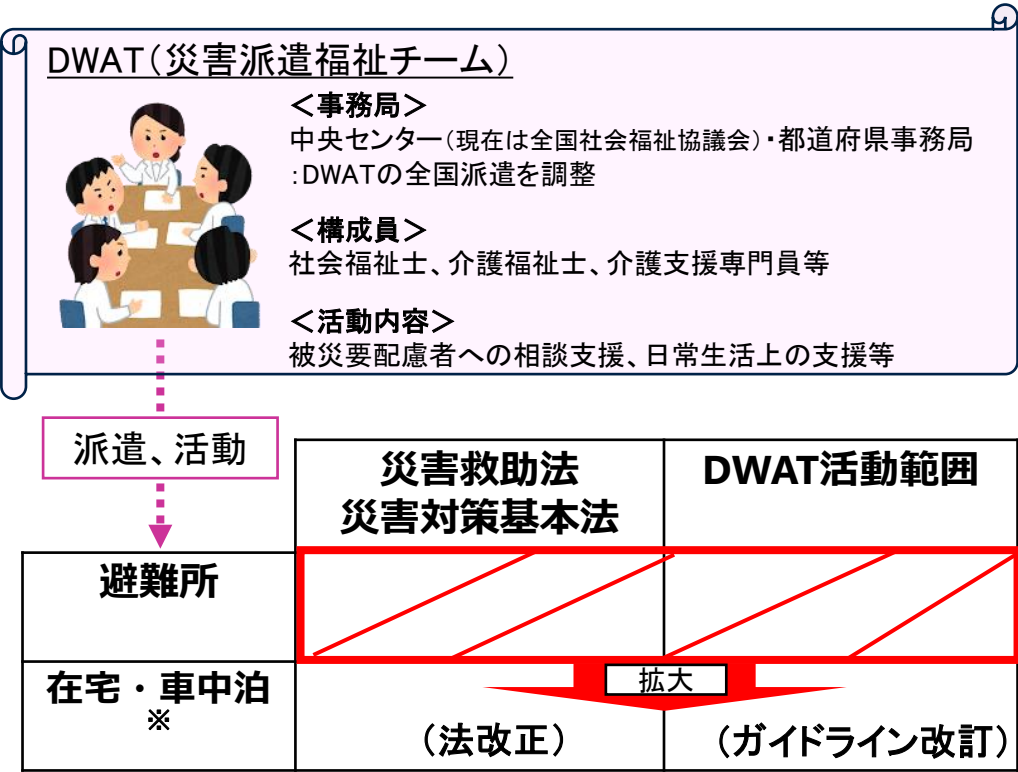 DWAT（災害派遣福祉チーム）
＜事務局＞
中央センター（現在は全国社会福祉協議会）・都道府県事務局
：DWATの全国派遣を調整
＜構成員＞
社会福祉士、介護福祉士、介護支援専門員等
＜活動内容＞
被災要配慮者への相談支援、日常生活上の支援等
派遣、活動
災害救助法
災害対策基本法
DWAT活動範囲
避難所
在宅・車中泊
※
拡大
（法改正）
（ガイドライン改訂）